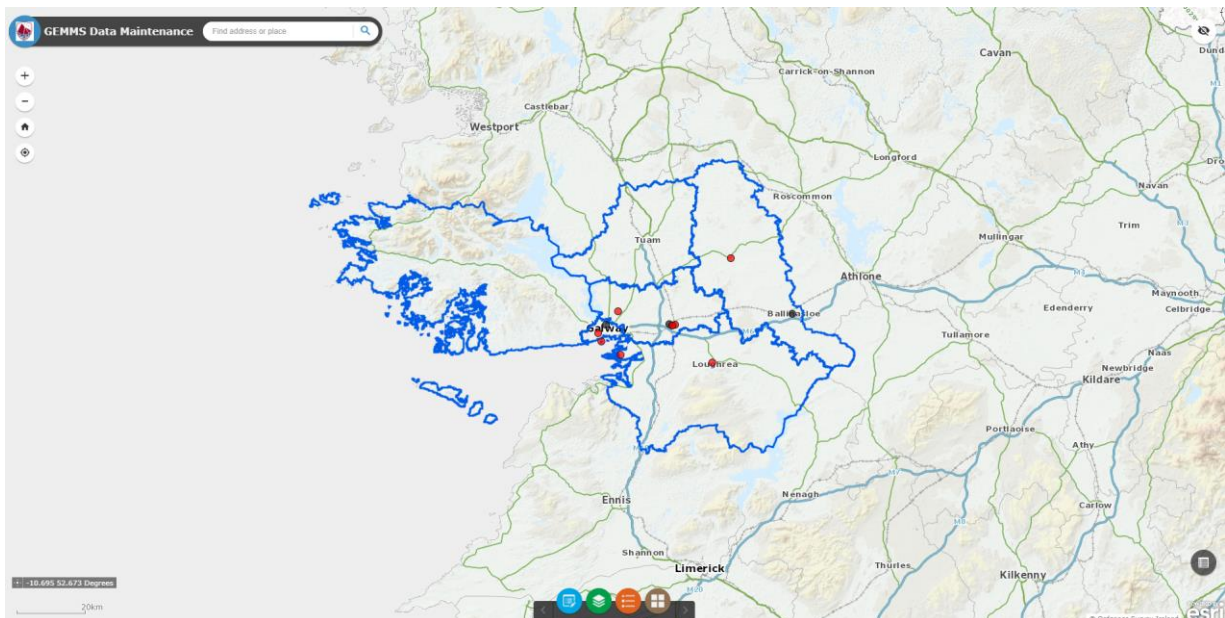 GEMMS Data Maintenance
Find address or place
Cavan
Carrick-on-Shannon
Castlebar
Westport
Longford
Navan
Roscommon
Trim
Mullingar
Tuam
Athlone
Maynooth
Edenderry
Celbridge
Galway
Tullamore
Naas
Loughrea
Newbridge
Kildare
Portlaoise
Athy
Ennis
Nenagh
Carlow
Shannon
Limerick
Thurles
Kilkenny
M20
-10.695 52.673 Degrees
20km
esri